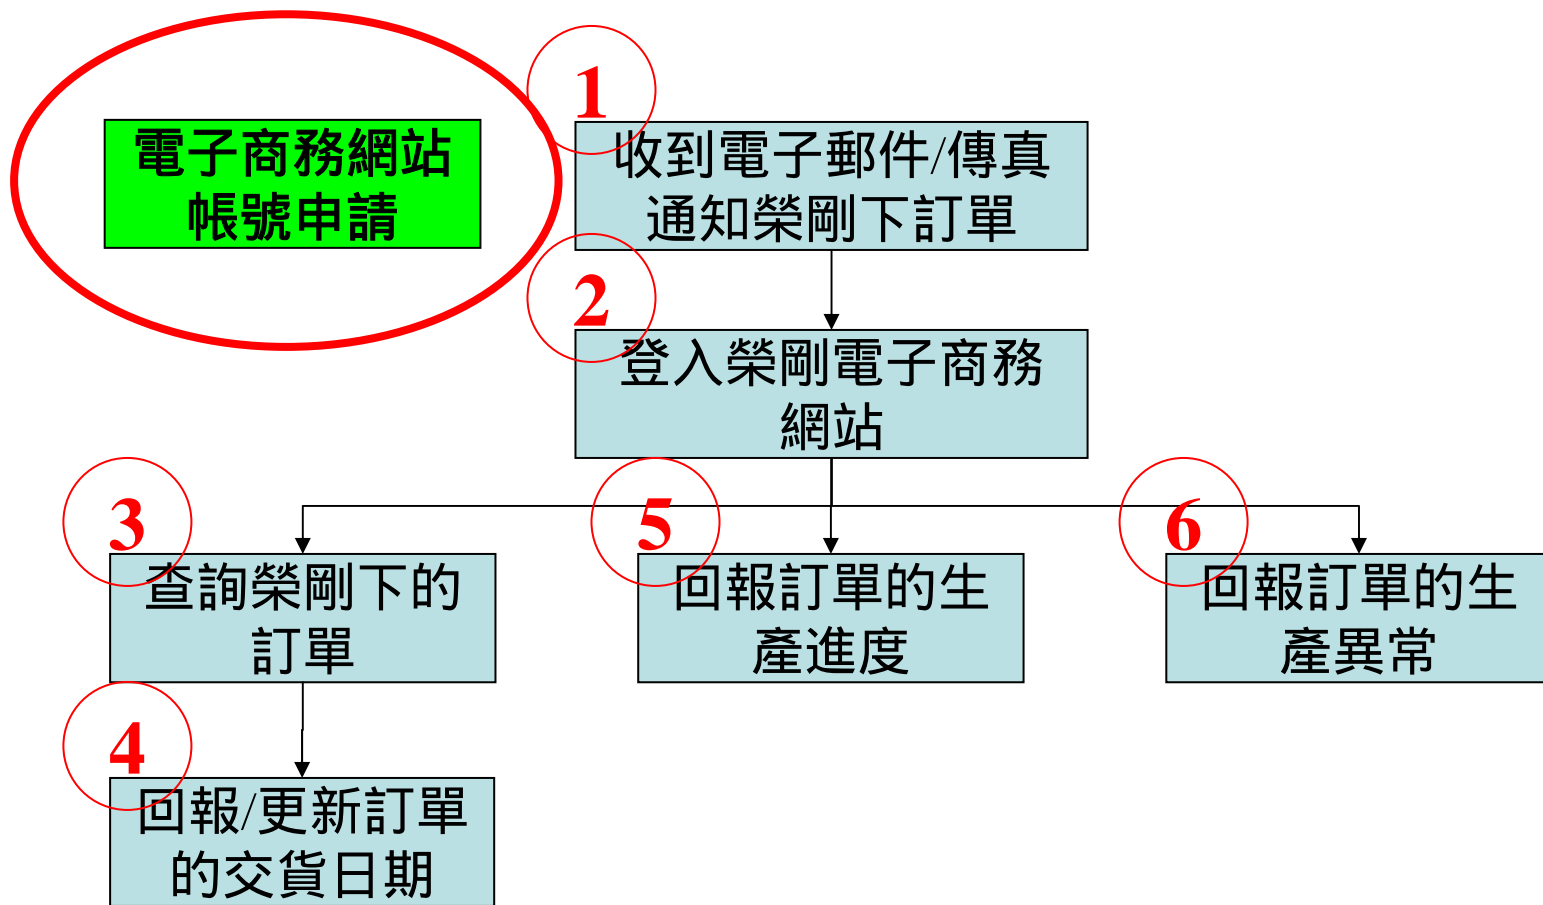 電子商務網站
帳號申請
1
收到電子郵件/傳真
通知榮剛下訂單
2
登入榮剛電子商務
網站
3
查詢榮剛下的
訂單
5
回報訂單的生
產進度
6
回報訂單的生
產異常
4
回報/更新訂單
的交貨日期